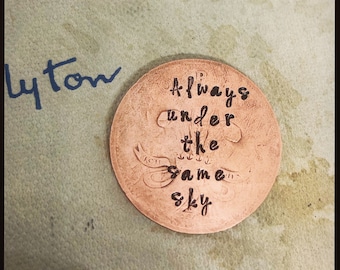 lyton
Always
under
the
same
sky